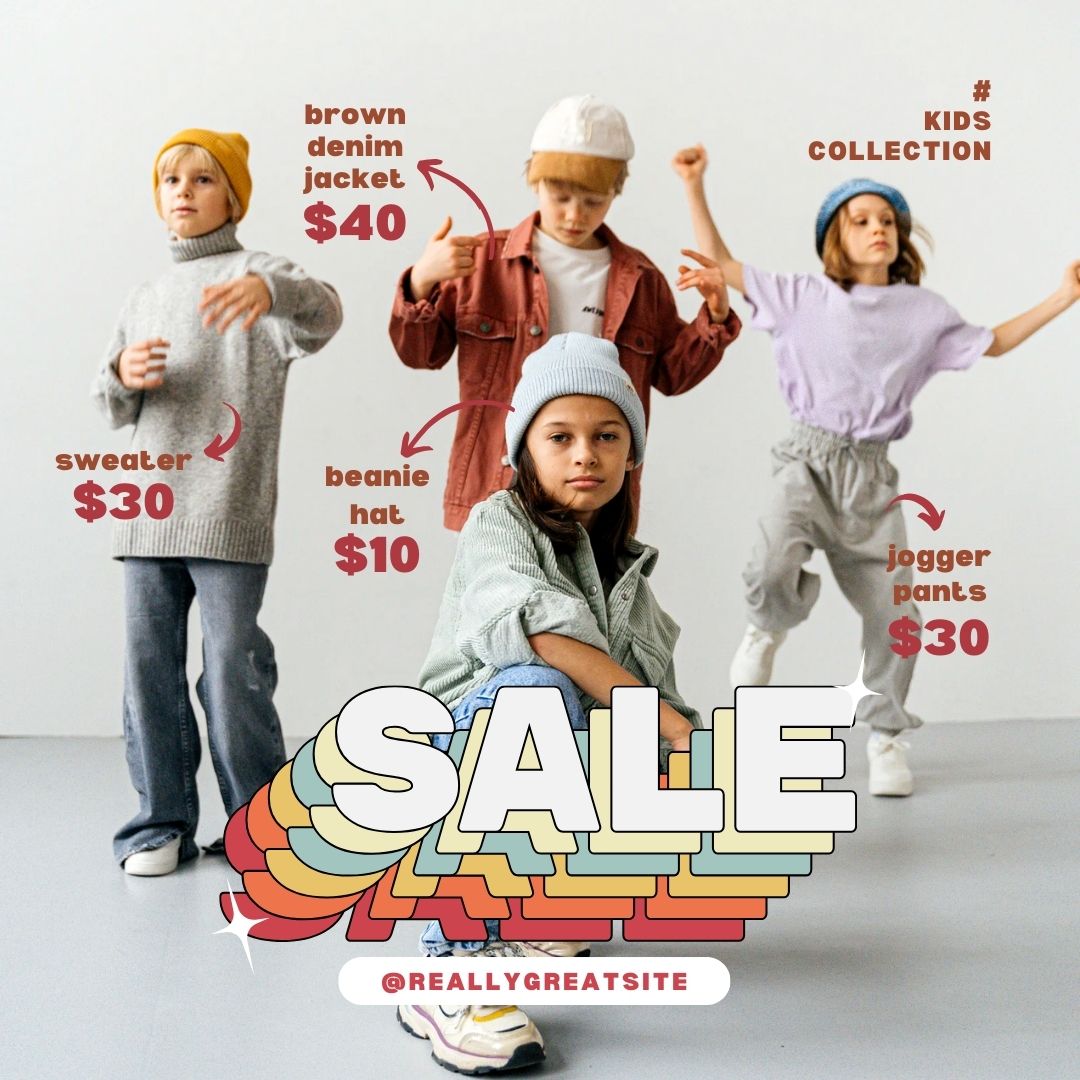 #
KIDS
COLLECTION
brown
denim
jacket
$40
sweater
$30
beanie
hat
$10
jogger
pants
$30
SALE
@REALLYGREATSITE